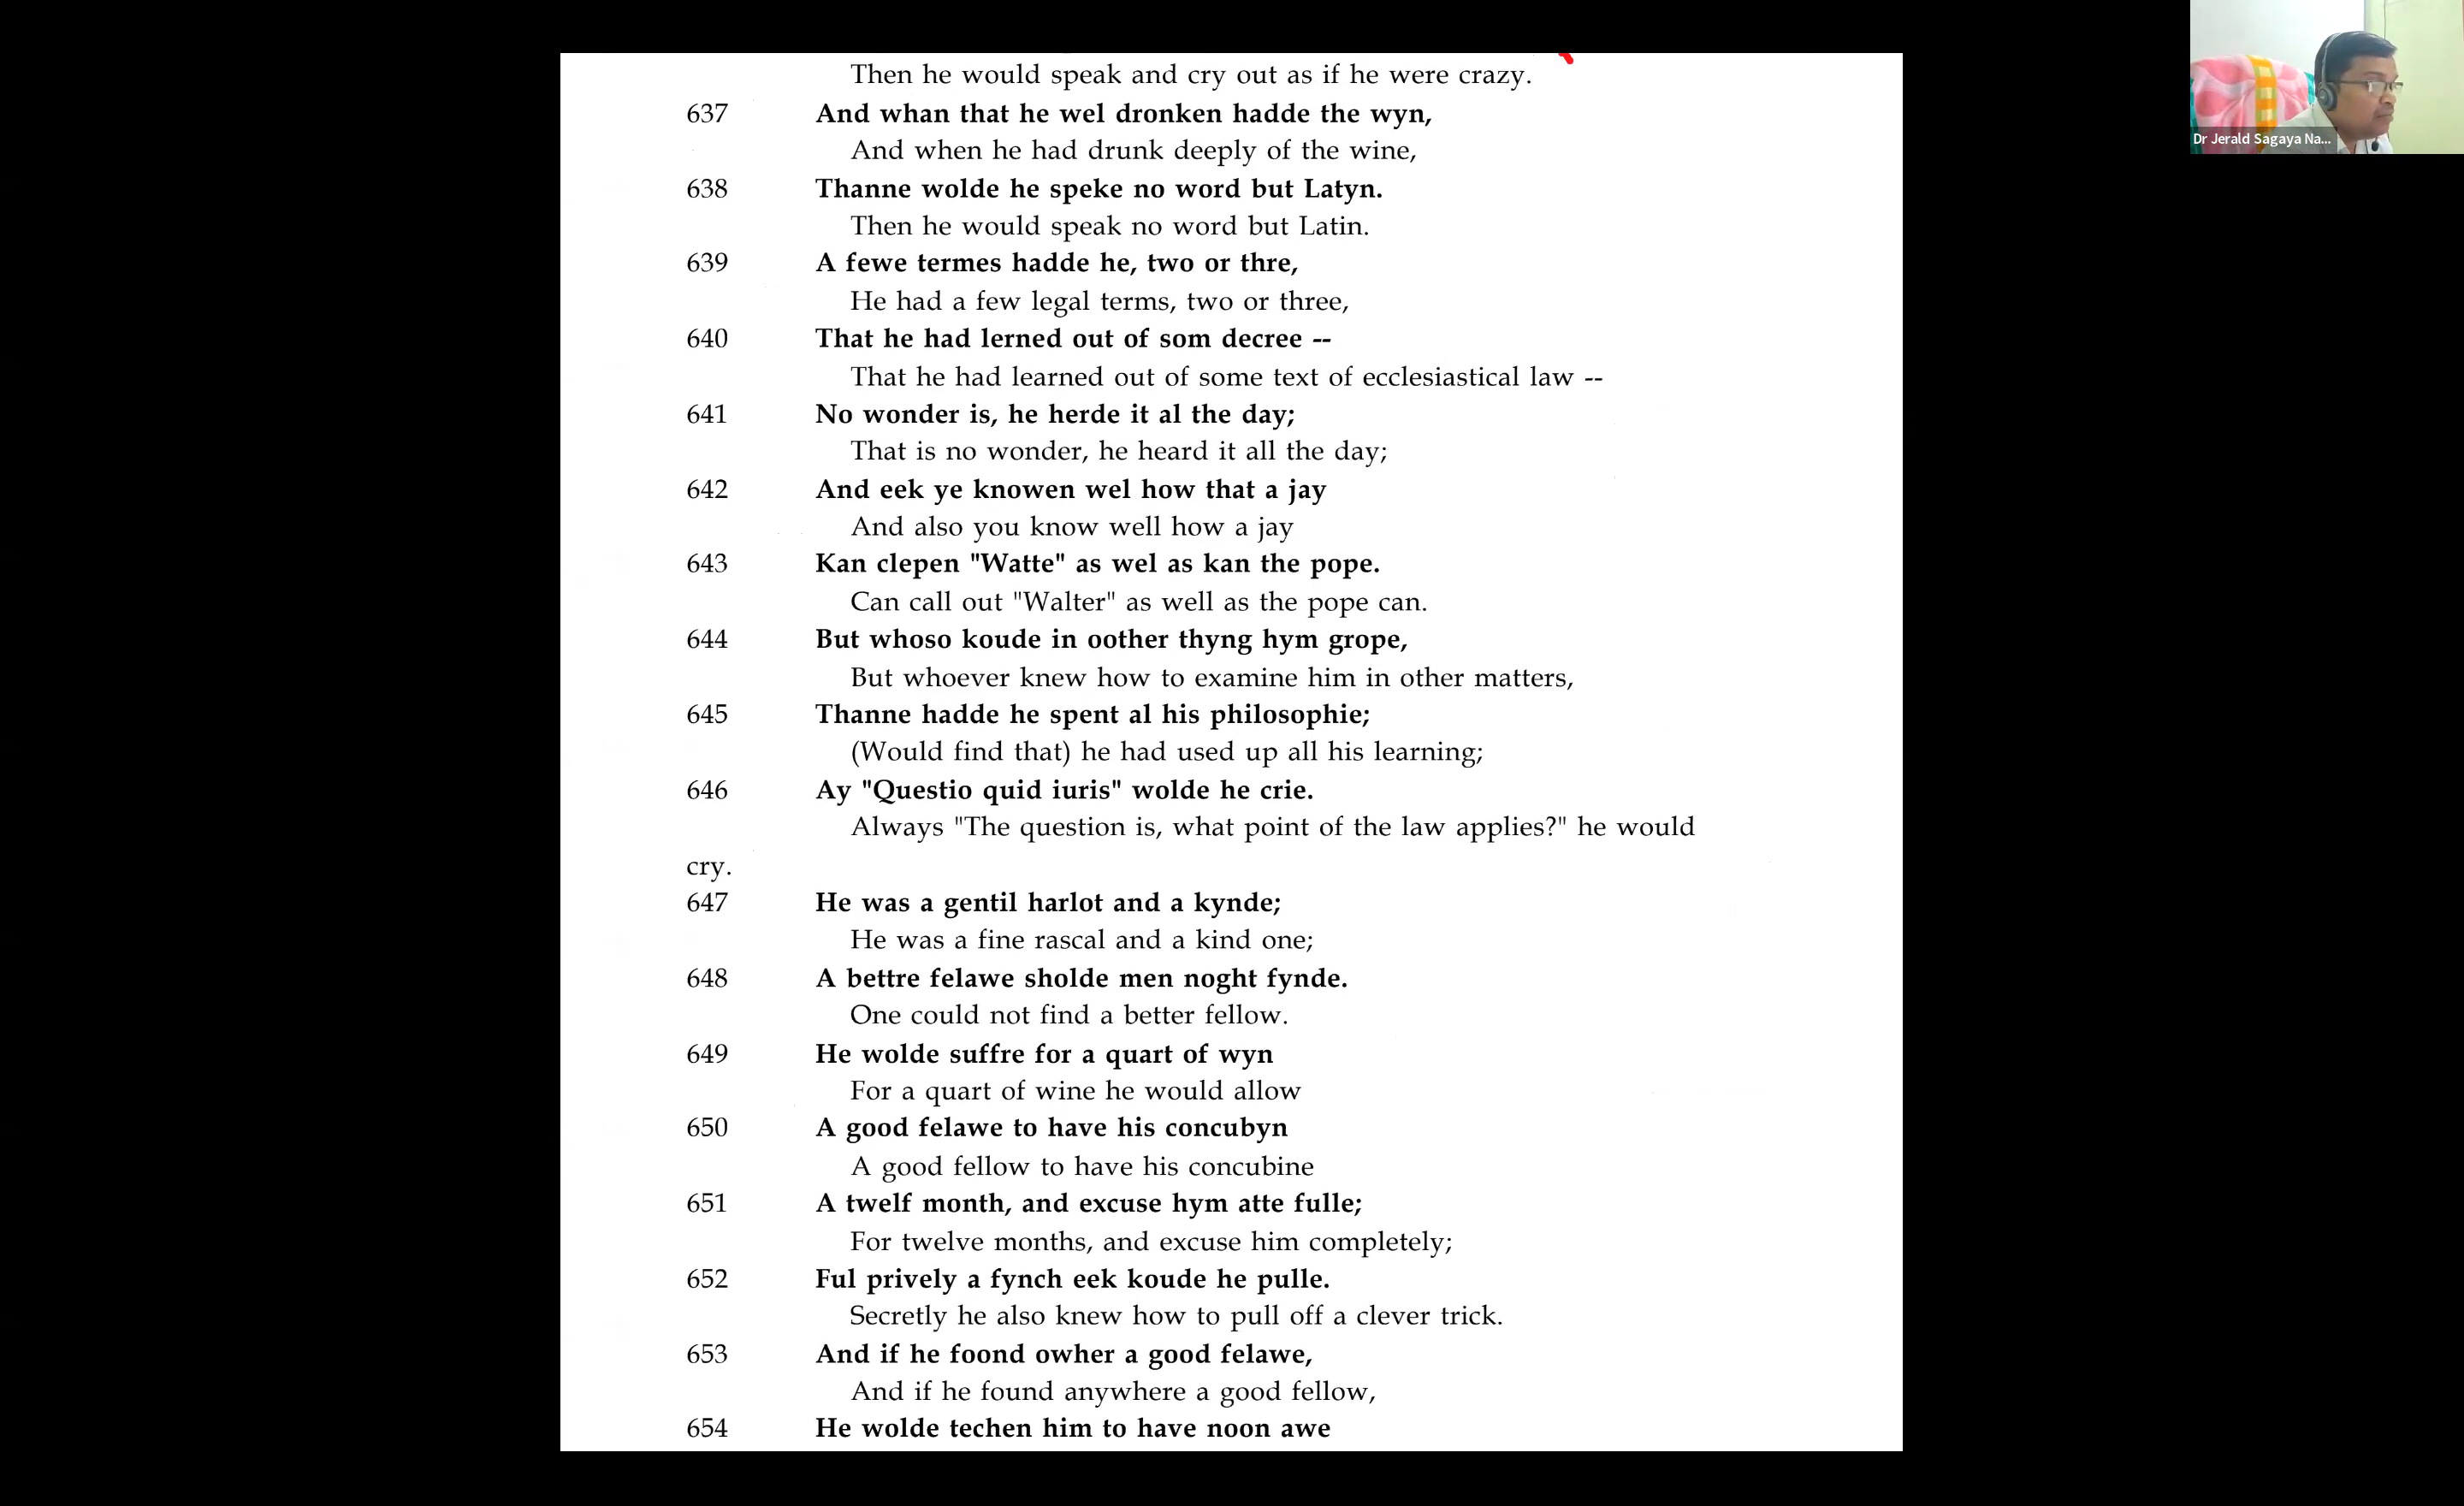 Then he would speak and cry out as if he were crazy.
637 And whan that he wel dronken hadde the wyn,
And when he had drunk deeply of the wine,
638 Thanne wolde he speke no word but Latyn.
Then he would speak no word but Latin.
639 A fewe termes hadde he, two or thre,
He had a few legal terms, two or three,
640 That he had lerned out of som decree --
That he had learned out of some text of ecclesiastical law --
641 No wonder is, he herde it al the day;
That is no wonder, he heard it all the day;
642 And eek ye knowen wel how that a jay
And also you know well how a jay
643 Kan clepen "Watte" as wel as kan the pope.
Can call out "Walter" as well as the pope can.
644 But whoso koude in oother thyng hym grope,
But whoever knew how to examine him in other matters,
645 Thanne hadde he spent al his philosophie;
(Would find that) he had used up all his learning;
646 Ay "Questio quid iuris" wolde he crie.
Always "The question is, what point of the law applies?" he would
cry.
647 He was a gentil harlot and a kynde;
He was a fine rascal and a kind one;
648 A bettre felawe sholde men noght fynde.
One could not find a better fellow.
649 He wolde suffre for a quart of wyn
For a quart of wine he would allow
650 A good felawe to have his concubyn
A good fellow to have his concubine
651 A twelf month, and excuse hym atte fulle;
For twelve months, and excuse him completely;
652 Ful prively a fynch eek koude he pulle.
Secretly he also knew how to pull off a clever trick.
653 And if he foond owher a good felawe,
And if he found anywhere a good fellow,
654 He wolde techen him to have noon awe
Dr Jerald Sagaya Na...